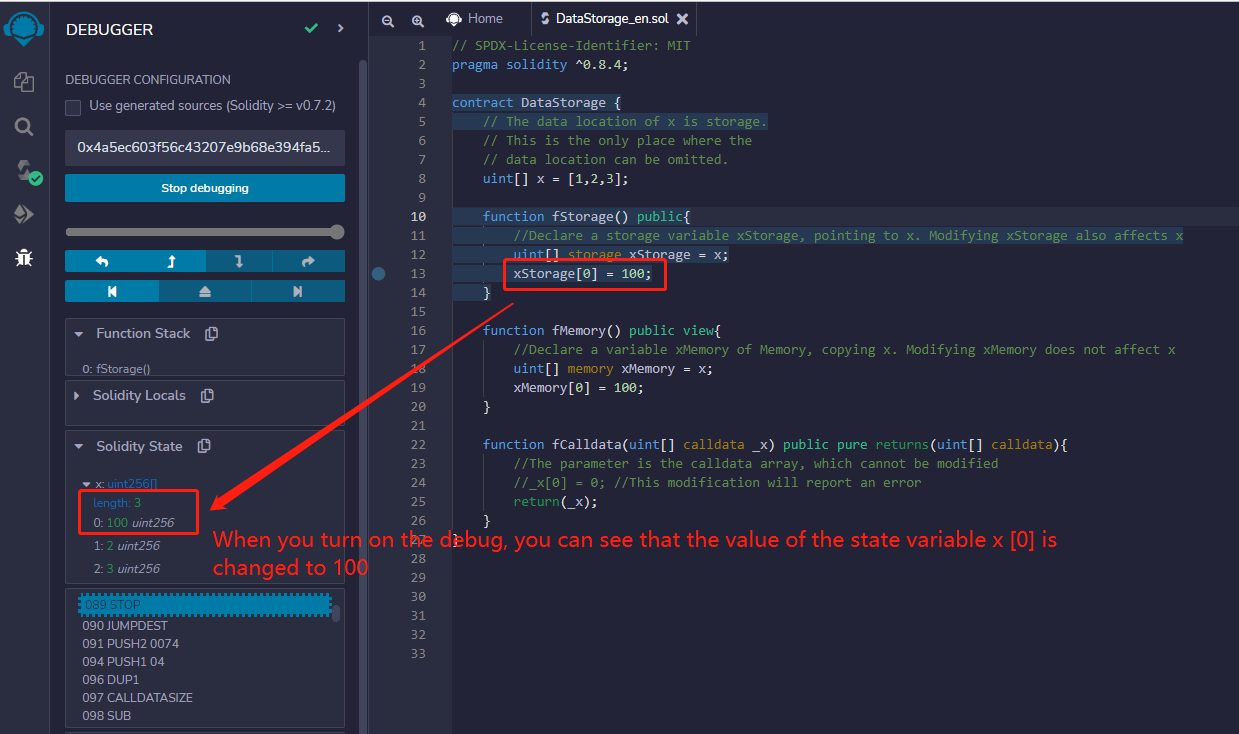 DEBUGGER
DEBUGGER CONFIGURATION
Use generated sources (Solidity >= v0.7.2)
0x4a5ec603f56c43207e9b68e394fa5...
Stop debugging
Function Stack
0: fStorage()
Solidity Locals
Solidity State
x: uint256[]
length: 3
0: 100 uint256
1: 2 uint256
2: 3 uint256
089 STOP
090 JUMPDEST
091 PUSH2 0074
094 PUSH1 04
096 DUP1
097 CALLDATASIZE
098 SUB
Home
DataStorage_en.sol
1 // SPDX-License-Identifier: MIT
2 pragma solidity ^0.8.4;
3
4 contract DataStorage {
5 // The data location of x is storage.
6 // This is the only place where the
7 // data location can be omitted.
8 uint[] x = [1,2,3];
9
10 function fStorage() public{
11 //Declare a storage variable xStorage, pointing to x. Modifying xStorage also affects x
12 uint[] storage xStorage = x;
13 xStorage[0] = 100;
14 }
15
16 function fMemory() public view{
17 //Declare a variable xMemory of Memory, copying x. Modifying xMemory does not affect x
18 uint[] memory xMemory = x;
19 xMemory[0] = 100;
20 }
21
22 function fCalldata(uint[] calldata _x) public pure returns(uint[] calldata){
23 //The parameter is the calldata array, which cannot be modified
24 //_x[0] = 0; //This modification will report an error
25 return(_x);
26 }
27 }
28
29
30
31
32
33
When you turn on the debug, you can see that the value of the state variable x [0] is
changed to 100